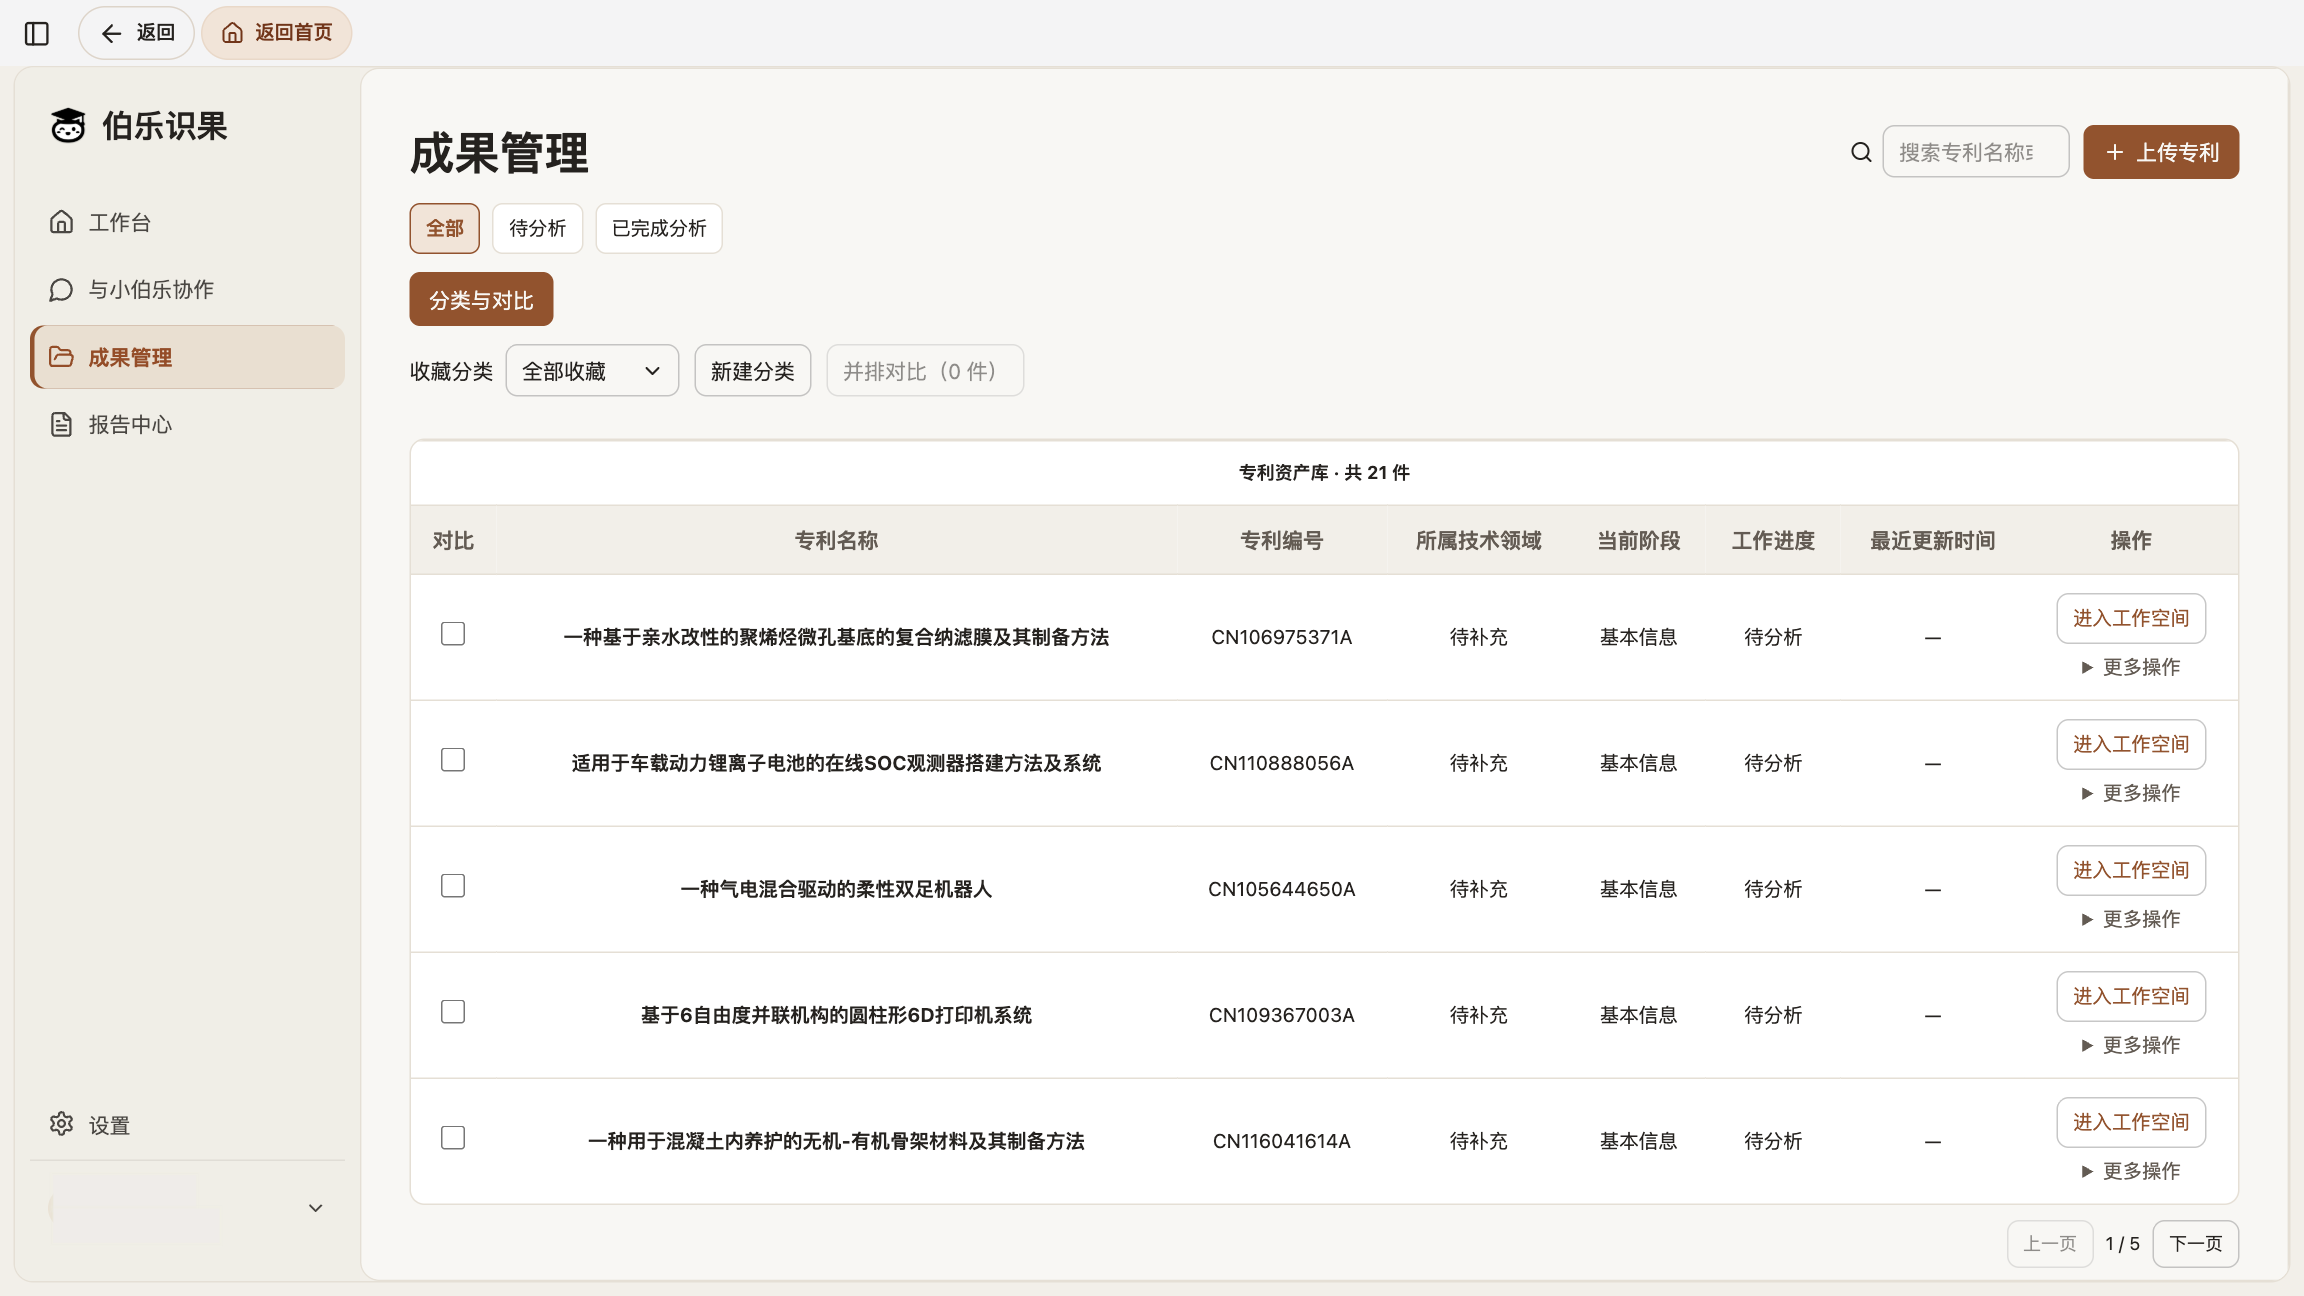 返回
返回首页
伯乐识果
工作台
与小伯乐协作
成果管理
报告中心
设置
成果管理
搜索专利名称
+ 上传专利
全部
待分析
已完成分析
分类与对比
收藏分类
全部收藏
新建分类
并排对比（0 件）
专利资产库 · 共 21 件
对比 专利名称 专利编号 所属技术领域 当前阶段 工作进度 最近更新时间 操作
一种基于亲水改性的聚烯烃微孔基底的复合纳滤膜及其制备方法 CN106975371A 待补充 基本信息 待分析 — 进入工作空间
▶ 更多操作
适用于车载动力锂离子电池的在线SOC观测器搭建方法及系统 CN110888056A 待补充 基本信息 待分析 — 进入工作空间
▶ 更多操作
一种气电混合驱动的柔性双足机器人 CN105644650A 待补充 基本信息 待分析 — 进入工作空间
▶ 更多操作
基于6自由度并联机构的圆柱形6D打印机系统 CN109367003A 待补充 基本信息 待分析 — 进入工作空间
▶ 更多操作
一种用于混凝土内养护的无机-有机骨架材料及其制备方法 CN116041614A 待补充 基本信息 待分析 — 进入工作空间
▶ 更多操作
上一页 1 / 5 下一页